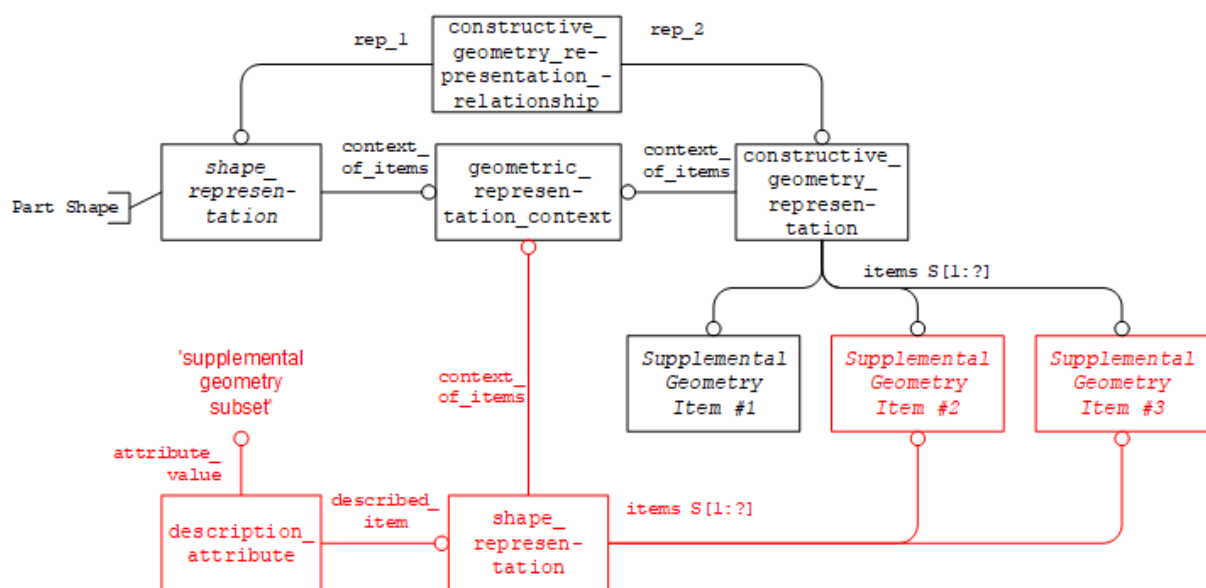 rep_1
constructive_
geometry_re-
presentation_-
relationship
rep_2
Part Shape
shape_
represen-
tation
context_
of_items
geometric_
represen-
tation_context
context_
of_items
constructive_
geometry_
represen-
tation
items S[1:?]
Supplemental
Geometry
Item #1
Supplemental
Geometry
Item #2
Supplemental
Geometry
Item #3
'supplemental
geometry
subset'
context_
of_items
attribute_
value
description_
attribute
described_
item
shape_
represen-
tation
items S[1:?]